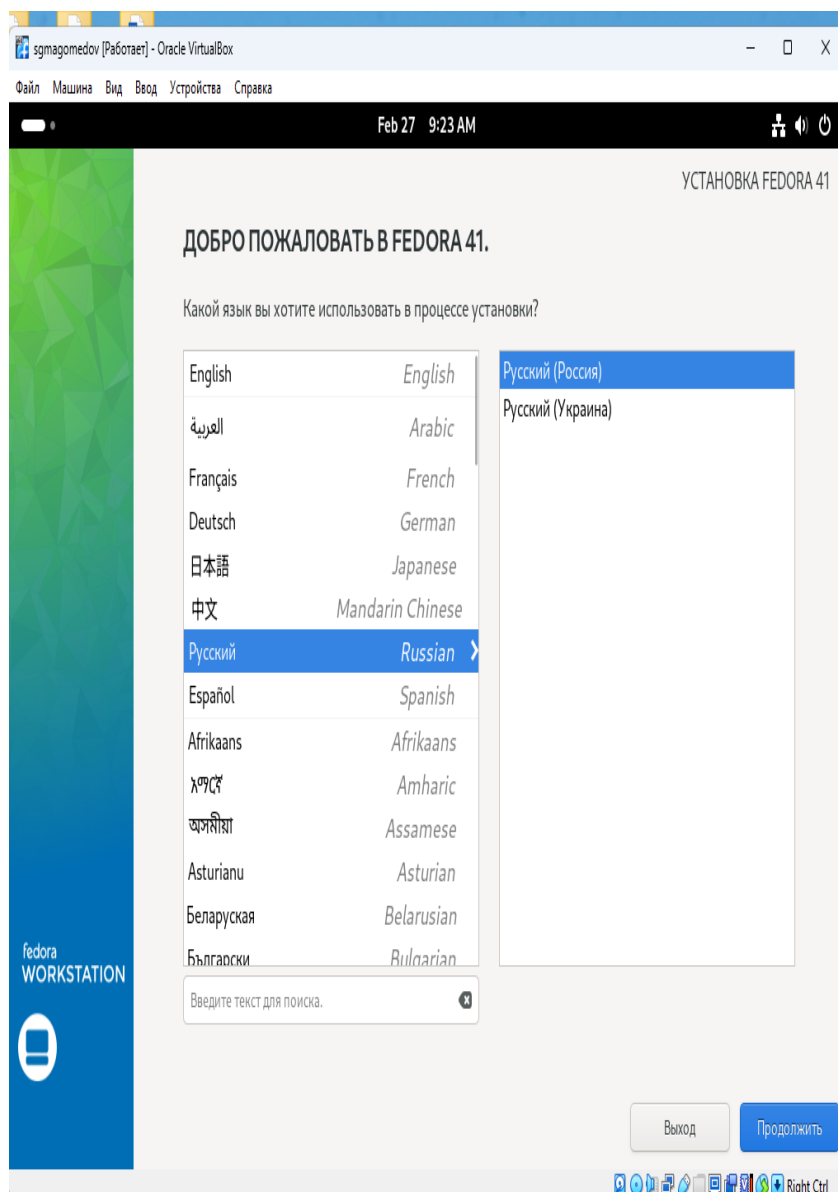 sgmagomedov [Работает] - Oracle VirtualBox
Файл Машина Вид Ввод Устройства Справка
Feb 27 9:23 AM
УСТАНОВКА FEDORA 41
ДОБРО ПОЖАЛОВАТЬ В FEDORA 41.
Какой язык вы хотите использовать в процессе установки?
English English
العربية Arabic
Français French
Deutsch German
日本語 Japanese
中文 Mandarin Chinese
Русский Russian
Español Spanish
Afrikaans Afrikaans
አማርኛ Amharic
অসমীয়া Assamese
Asturianu Asturian
Беларуская Belarusian
Български Bulgarian
Русский (Россия)
Русский (Украина)
Введите текст для поиска.
fedora
WORKSTATION
Выход
Продолжить
Right Ctrl